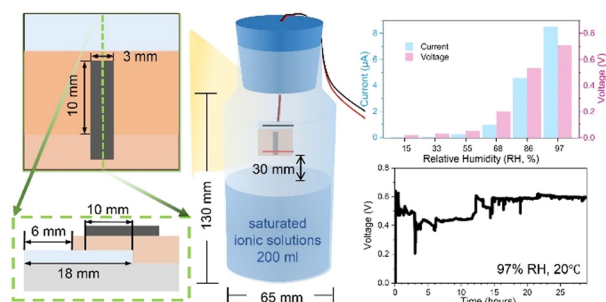 3 mm
10 mm
10 mm
6 mm
18 mm
130 mm
30 mm
saturated
ionic solutions
200 ml
65 mm
Current (μA)
8
4
0
Current
Voltage
0.8
0.6
0.4
0.2
0.0
Voltage (V)
15 33 55 68 86 97
Relative Humidity (RH, %)
Voltage (V)
0.8
0.6
0.4
0.2
0.0
97% RH, 20℃
0 5 10 15 20 25
Time (hours)